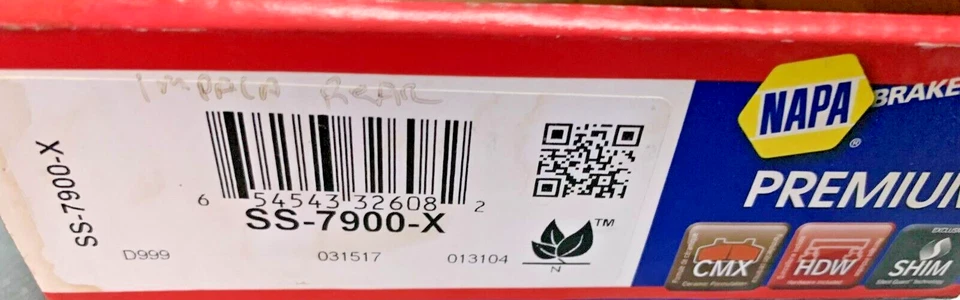 IMPALA REAR
SS-7900-X
6 54543 32608 2
SS-7900-X
D999 031517 013104
TM
N
NAPA ® BRAKE
PREMIUM
CMX
HDW
SHIM